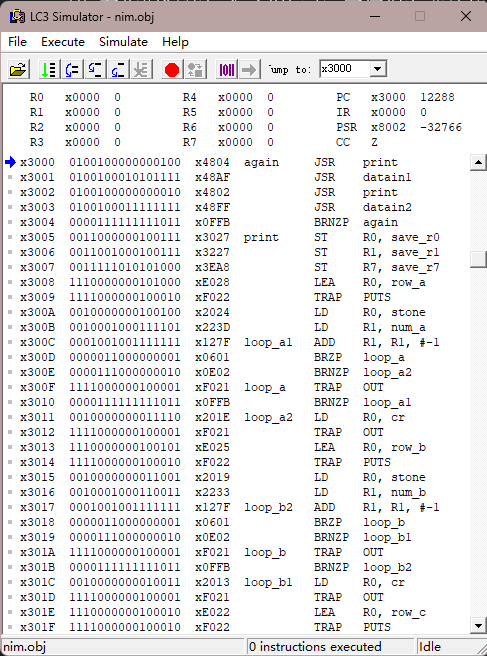 LC3 Simulator - nim.obj
File Execute Simulate Help
Jump to: x3000
R0 x0000 0 R4 x0000 0 PC x3000 12288
R1 x0000 0 R5 x0000 0 IR x0000 0
R2 x0000 0 R6 x0000 0 PSR x8002 -32766
R3 x0000 0 R7 x0000 0 CC Z
x3000 0100100000000100 x4804 again JSR print
x3001 0100100010101111 x48AF JSR datain1
x3002 0100100000000010 x4802 JSR print
x3003 0100100011111111 x48FF JSR datain2
x3004 0000111111111011 x0FFB BRNZP again
x3005 0011000000100111 x3027 print ST R0, save_r0
x3006 0011001000100111 x3227 ST R1, save_r1
x3007 0011111010101000 x3EA8 ST R7, save_r7
x3008 1110000000101000 xE028 LEA R0, row_a
x3009 1111000000100010 xF022 TRAP PUTS
x300A 0010000000100100 x2024 LD R0, stone
x300B 0010001000111101 x223D LD R1, num_a
x300C 0001001001111111 x127F loop_a1 ADD R1, R1, #-1
x300D 0000011000000001 x0601 BRZP loop_a
x300E 0000111000000010 x0E02 BRNZP loop_a2
x300F 1111000000100001 xF021 loop_a TRAP OUT
x3010 0000111111111011 x0FFB BRNZP loop_a1
x3011 0010000000011110 x201E loop_a2 LD R0, cr
x3012 1111000000100001 xF021 TRAP OUT
x3013 1110000000100101 xE025 LEA R0, row_b
x3014 1111000000100010 xF022 TRAP PUTS
x3015 0010000000011001 x2019 LD R0, stone
x3016 0010001000110011 x2233 LD R1, num_b
x3017 0001001001111111 x127F loop_b2 ADD R1, R1, #-1
x3018 0000011000000001 x0601 BRZP loop_b
x3019 0000111000000010 x0E02 BRNZP loop_b1
x301A 1111000000100001 xF021 loop_b TRAP OUT
x301B 0000111111111011 x0FFB BRNZP loop_b2
x301C 0010000000010011 x2013 loop_b1 LD R0, cr
x301D 1111000000100001 xF021 TRAP OUT
x301E 1110000000100010 xE022 LEA R0, row_c
x301F 1111000000100010 xF022 TRAP PUTS
nim.obj 0 instructions executed Idle